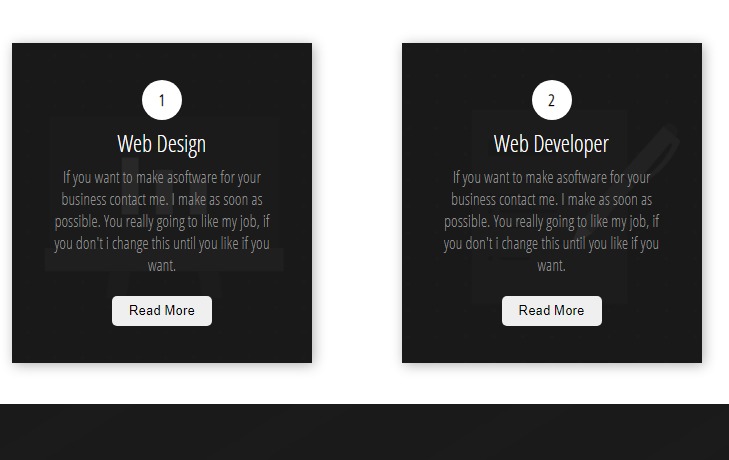 1
Web Design
If you want to make asoftware for your
business contact me. I make as soon as
possible. You really going to like my job, if
you don't i change this until you like if you
want.
Read More
2
Web Developer
If you want to make asoftware for your
business contact me. I make as soon as
possible. You really going to like my job, if
you don't i change this until you like if you
want.
Read More